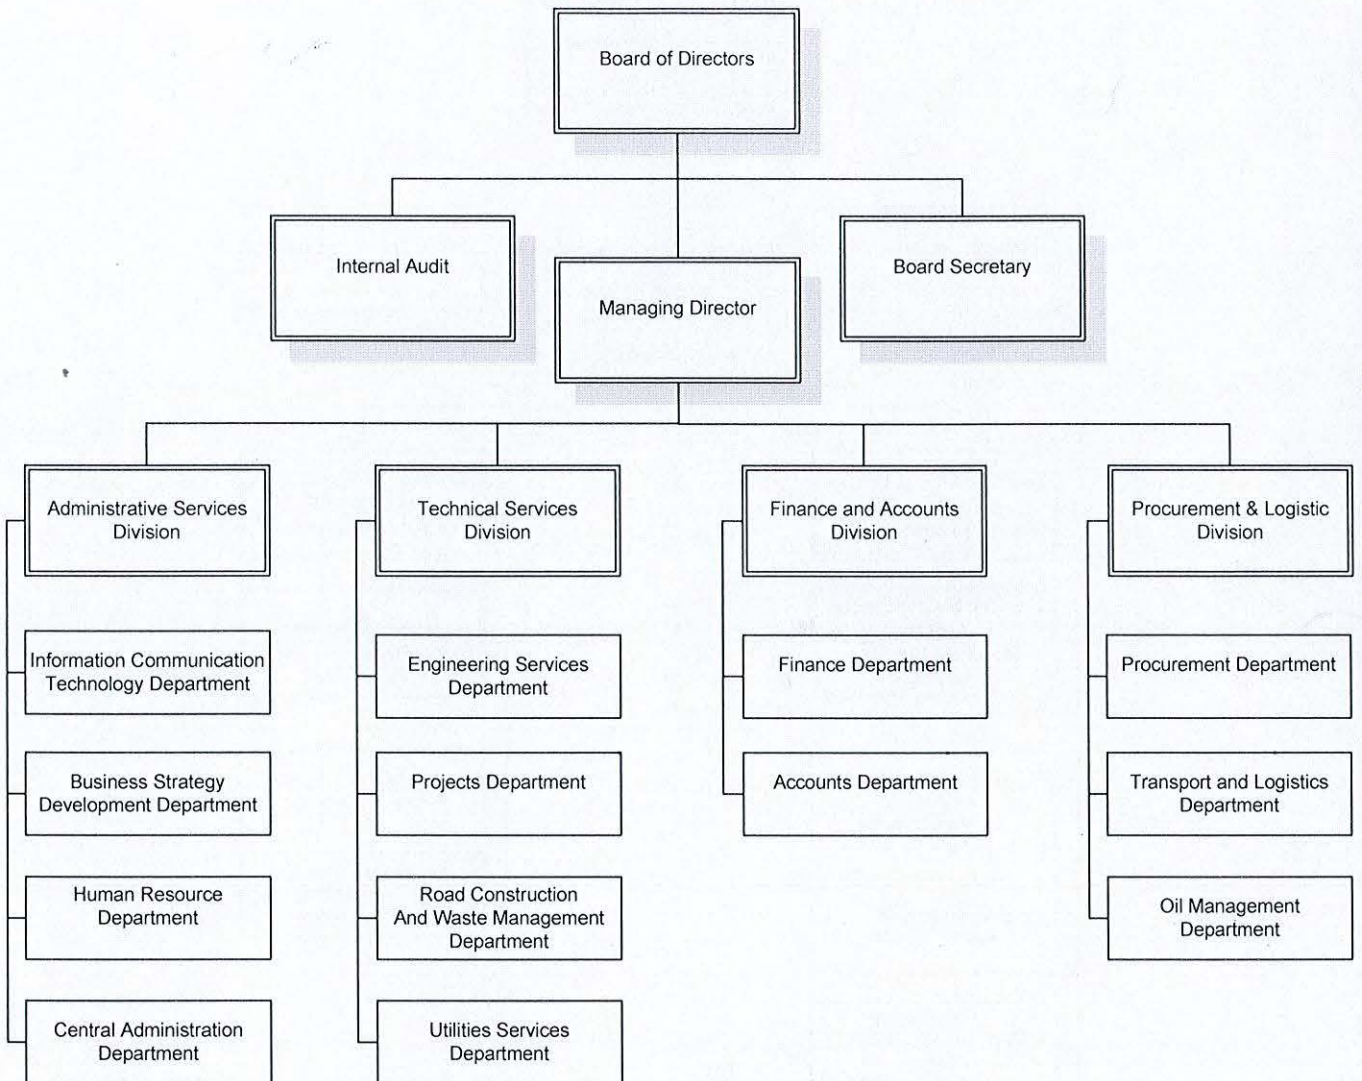 Board of Directors
Internal Audit
Managing Director
Board Secretary
Administrative Services
Division
Technical Services
Division
Finance and Accounts
Division
Procurement & Logistic
Division
Information Communication
Technology Department
Engineering Services
Department
Finance Department
Procurement Department
Business Strategy
Development Department
Projects Department
Accounts Department
Transport and Logistics
Department
Human Resource
Department
Road Construction
And Waste Management
Department
Oil Management
Department
Central Administration
Department
Utilities Services
Department